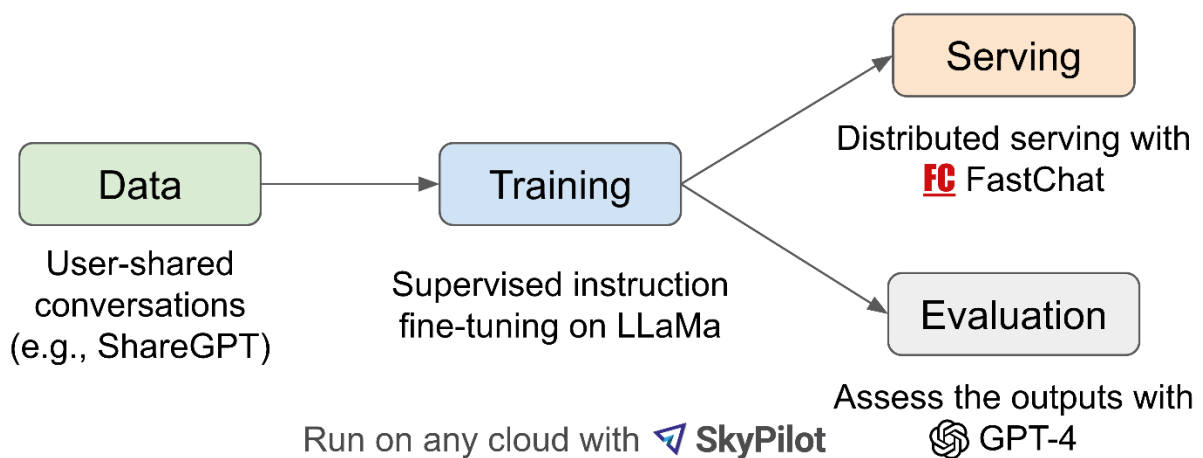 Data
User-shared
conversations
(e.g., ShareGPT)
Training
Supervised instruction
fine-tuning on LLaMa
Serving
Distributed serving with
FC FastChat
Evaluation
Assess the outputs with
GPT-4
Run on any cloud with SkyPilot